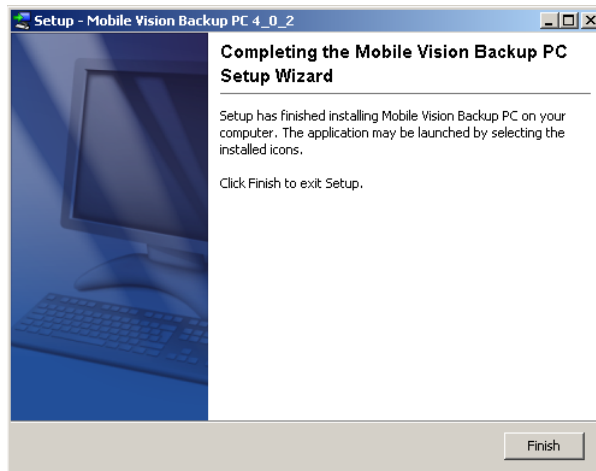 Setup - Mobile Vision Backup PC 4_0_2
Completing the Mobile Vision Backup PC
Setup Wizard
Setup has finished installing Mobile Vision Backup PC on your
computer. The application may be launched by selecting the
installed icons.
Click Finish to exit Setup.
Finish